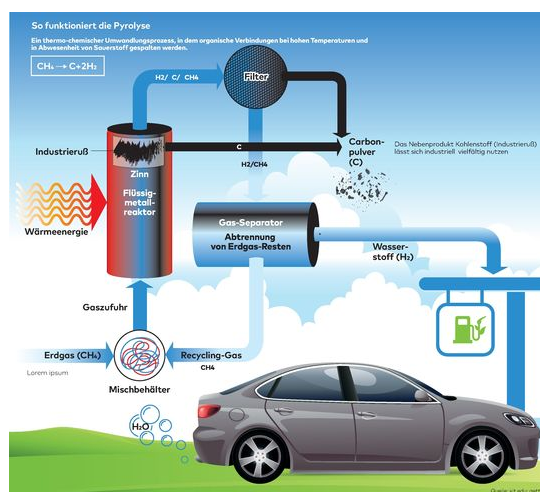 So funktioniert die Pyrolyse
Ein thermo-chemischer Umwandlungsprozess, in dem organische Verbindungen bei hohen Temperaturen und
in Abwesenheit von Sauerstoff gespalten werden.
CH₄ → C+2H₂
H2/ C/ CH4
Filter
Industrieruß
C
Carbon-
pulver
(C)
Das Nebenprodukt Kohlenstoff (Industrieruß)
lässt sich industriell vielfältig nutzen
H2/CH4
Zinn
Flüssig-
metall-
reaktor
Wärmeenergie
Gas-Separator
Abtrennung
von Erdgas-Resten
Wasser-
stoff (H₂)
Gaszufuhr
Erdgas (CH₄)
Recycling-Gas
CH4
Lorem ipsum
Mischbehälter
H₂O